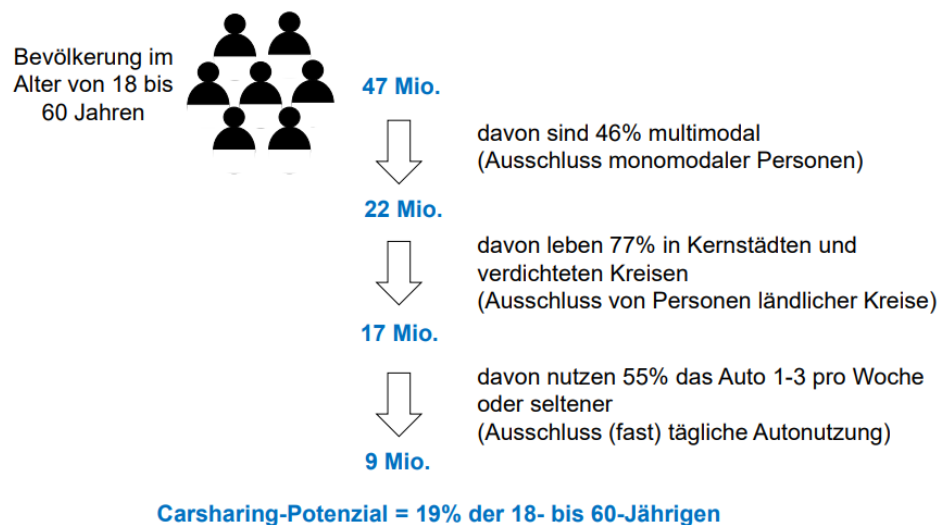 Bevölkerung im
Alter von 18 bis
60 Jahren
47 Mio.
davon sind 46% multimodal
(Ausschluss monomodaler Personen)
22 Mio.
davon leben 77% in Kernstädten und
verdichteten Kreisen
(Ausschluss von Personen ländlicher Kreise)
17 Mio.
davon nutzen 55% das Auto 1-3 pro Woche
oder seltener
(Ausschluss (fast) tägliche Autonutzung)
9 Mio.
Carsharing-Potenzial = 19% der 18- bis 60-Jährigen